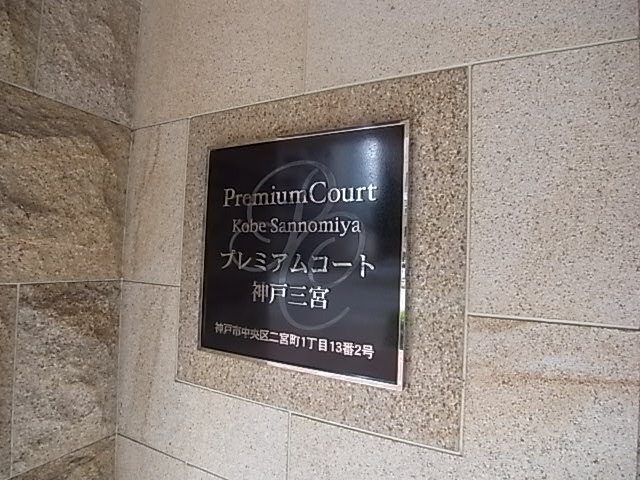 PremiumCourt
Kobe Sannomiya
プレミアムコート
神戸三宮
神戸市中央区二宮町1丁目13番2号